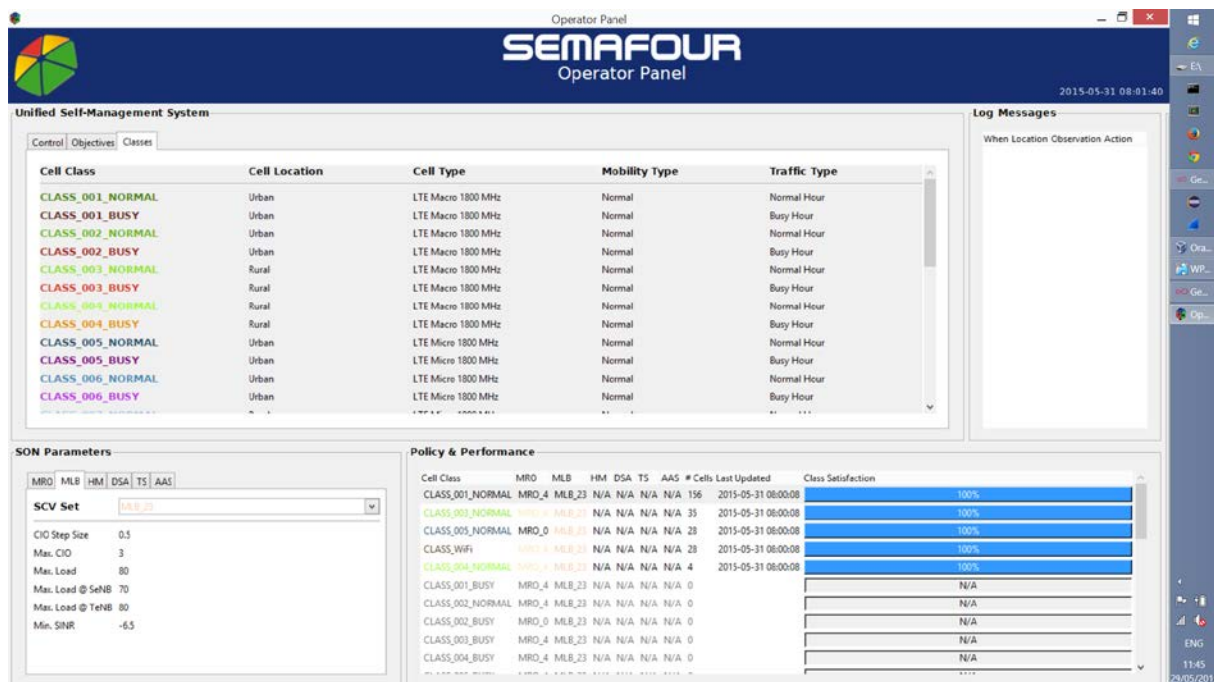 Operator Panel
SEMAFOUR
Operator Panel
2015-05-31 08:01:40
Unified Self-Management System
Control Objectives Classes
Cell Class Cell Location Cell Type Mobility Type Traffic Type
CLASS_001_NORMAL Urban LTE Macro 1800 MHz Normal Normal Hour
CLASS_001_BUSY Urban LTE Macro 1800 MHz Normal Busy Hour
CLASS_002_NORMAL Urban LTE Macro 1800 MHz Normal Normal Hour
CLASS_002_BUSY Urban LTE Macro 1800 MHz Normal Busy Hour
CLASS_003_NORMAL Rural LTE Macro 1800 MHz Normal Normal Hour
CLASS_003_BUSY Rural LTE Macro 1800 MHz Normal Busy Hour
CLASS_004_NORMAL Rural LTE Macro 1800 MHz Normal Normal Hour
CLASS_004_BUSY Rural LTE Macro 1800 MHz Normal Busy Hour
CLASS_005_NORMAL Urban LTE Micro 1800 MHz Normal Normal Hour
CLASS_005_BUSY Urban LTE Micro 1800 MHz Normal Busy Hour
CLASS_006_NORMAL Urban LTE Micro 1800 MHz Normal Normal Hour
CLASS_006_BUSY Urban LTE Micro 1800 MHz Normal Busy Hour
Log Messages
When Location Observation Action
SON Parameters
MRO MLB HM DSA TS AAS
SCV Set MLB_23
CIO Step Size 0.5
Max. CIO 3
Max. Load 80
Max. Load @ SeNB 70
Max. Load @ TeNB 80
Min. SINR -6.5
Policy & Performance
Cell Class MRO MLB HM DSA TS AAS # Cells Last Updated Class Satisfaction
CLASS_001_NORMAL MRO_4 MLB_23 N/A N/A N/A N/A 156 2015-05-31 08:00:08 100%
CLASS_003_NORMAL MLB_23 N/A N/A N/A N/A 35 2015-05-31 08:00:08 100%
CLASS_005_NORMAL MRO_0 MLB_23 N/A N/A N/A N/A 28 2015-05-31 08:00:08 100%
CLASS_WiFi MLB_23 N/A N/A N/A N/A 28 2015-05-31 08:00:08 100%
CLASS_004_NORMAL MLB_23 N/A N/A N/A N/A 4 2015-05-31 08:00:08 100%
CLASS_001_BUSY MRO_4 MLB_23 N/A N/A N/A N/A 0 N/A
CLASS_002_NORMAL MRO_4 MLB_23 N/A N/A N/A N/A 0 N/A
CLASS_002_BUSY MRO_0 MLB_23 N/A N/A N/A N/A 0 N/A
CLASS_003_BUSY MRO_4 MLB_23 N/A N/A N/A N/A 0 N/A
CLASS_004_BUSY MRO_4 MLB_23 N/A N/A N/A N/A 0 N/A
Ge...
Ora...
WP...
Ge...
Op...
ENG
11:45
29/05/201